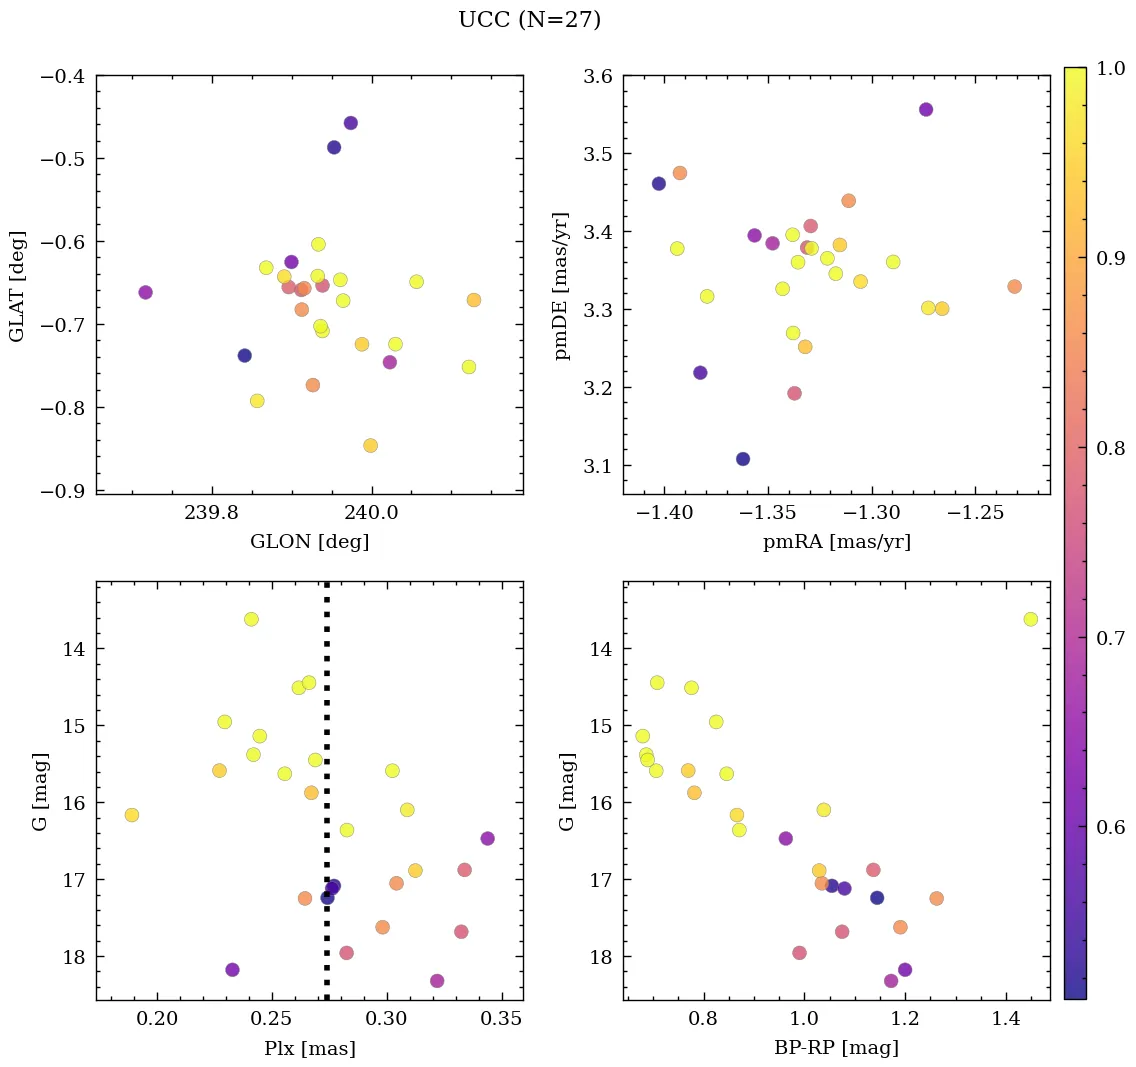 UCC (N=27)
−0.4
−0.5
−0.6
−0.7
−0.8
−0.9
GLAT [deg]
239.8 240.0
GLON [deg]
3.6
3.5
3.4
3.3
3.2
3.1
pmDE [mas/yr]
−1.40 −1.35 −1.30 −1.25
pmRA [mas/yr]
14
15
16
17
18
G [mag]
0.20 0.25 0.30 0.35
Plx [mas]
14
15
16
17
18
G [mag]
0.8 1.0 1.2 1.4
BP-RP [mag]
1.0
0.9
0.8
0.7
0.6